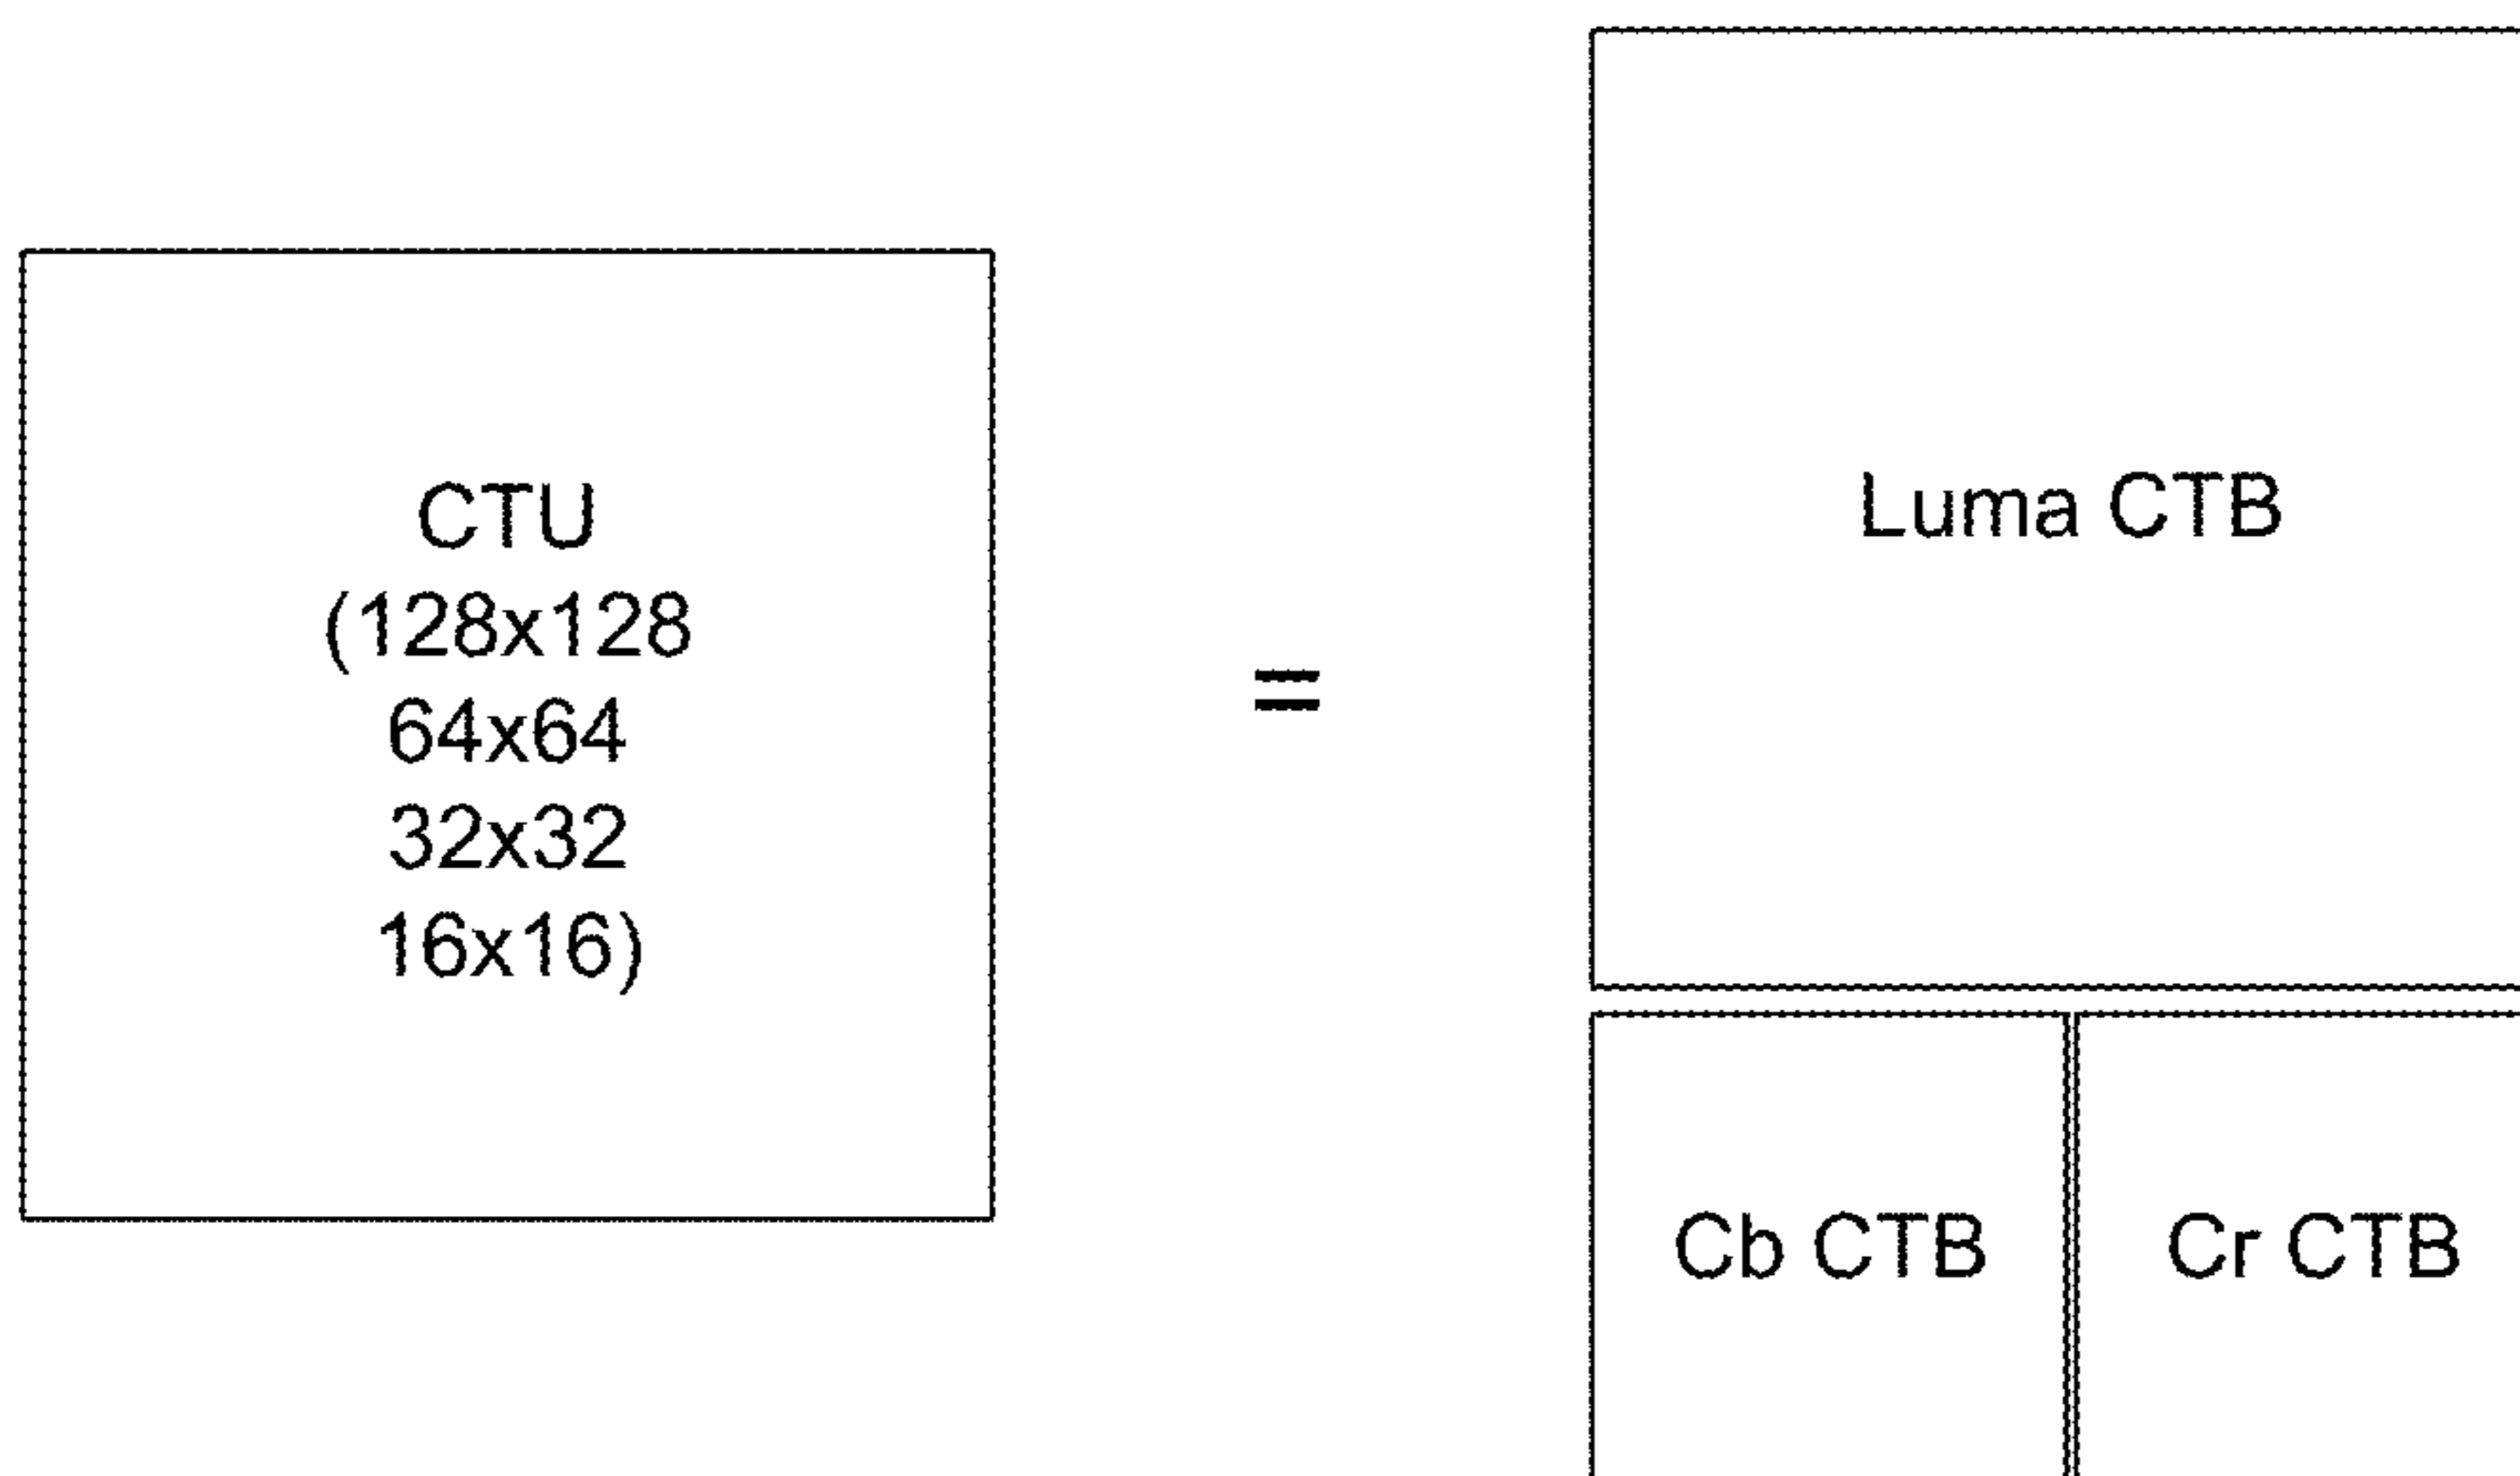 CTU
(128x128
64x64
32x32
16x16)
=
Luma CTB
Cb CTB
Cr CTB